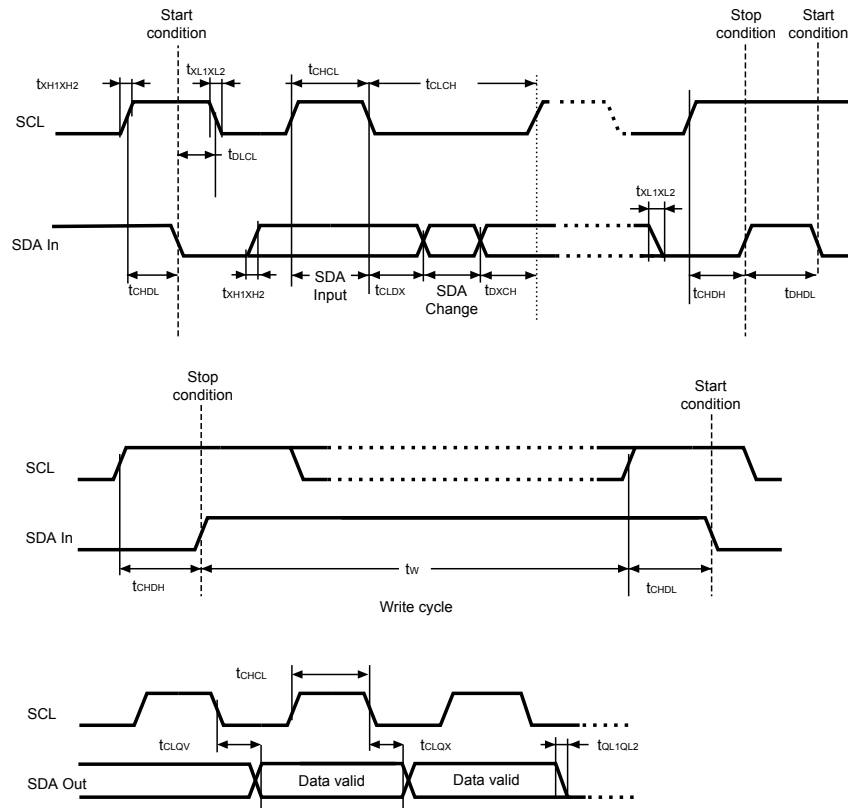 Start
condition
Stop
condition
Start
condition
tXH1XH2
tXL1XL2
tCHCL
tCLCH
SCL
tDLCL
tXL1XL2
SDA In
tCHDL
tXH1XH2
SDA
Input
tCLDX
SDA
Change
tDXCH
tCHDH
tDHDL
Stop
condition
Start
condition
SCL
SDA In
tCHDH
tW
tCHDL
Write cycle
tCHCL
SCL
tCLQV
tCLQX
tQL1QL2
SDA Out
Data valid
Data valid